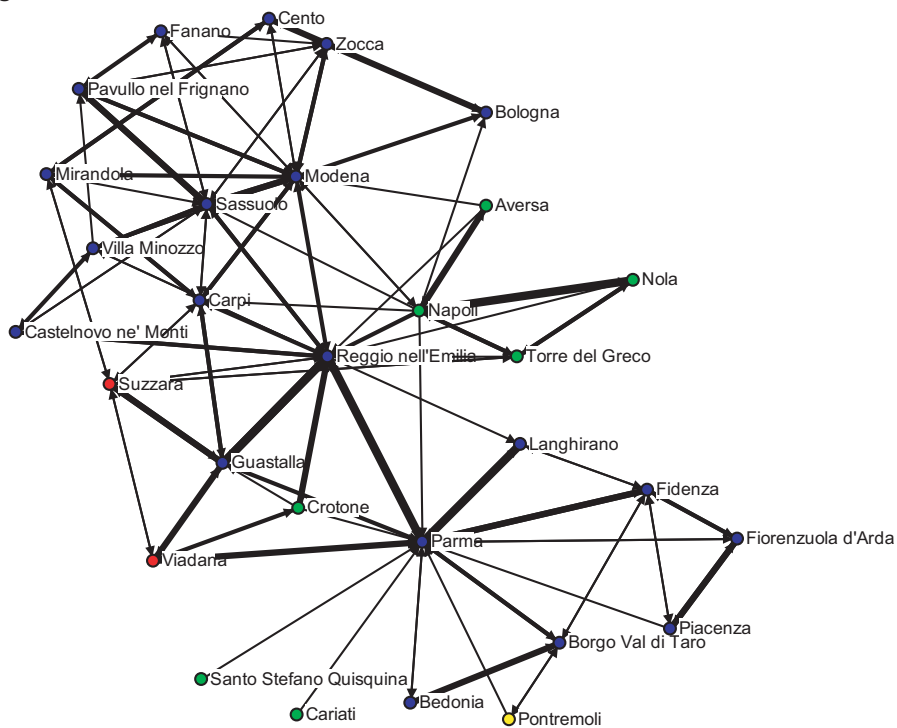 Cento
Fanano
Zocca
Pavullo nel Frignano
Bologna
Mirandola
Modena
Sassuolo
Aversa
Villa Minozzo
Nola
Carpi
Napoli
Castelnovo ne' Monti
Reggio nell'Emilia
Torre del Greco
Suzzara
Langhirano
Guastalla
Fidenza
Crotone
Parma
Fiorenzuola d'Arda
Viadana
Piacenza
Borgo Val di Taro
Santo Stefano Quisquina
Bedonia
Cariati
Pontremoli